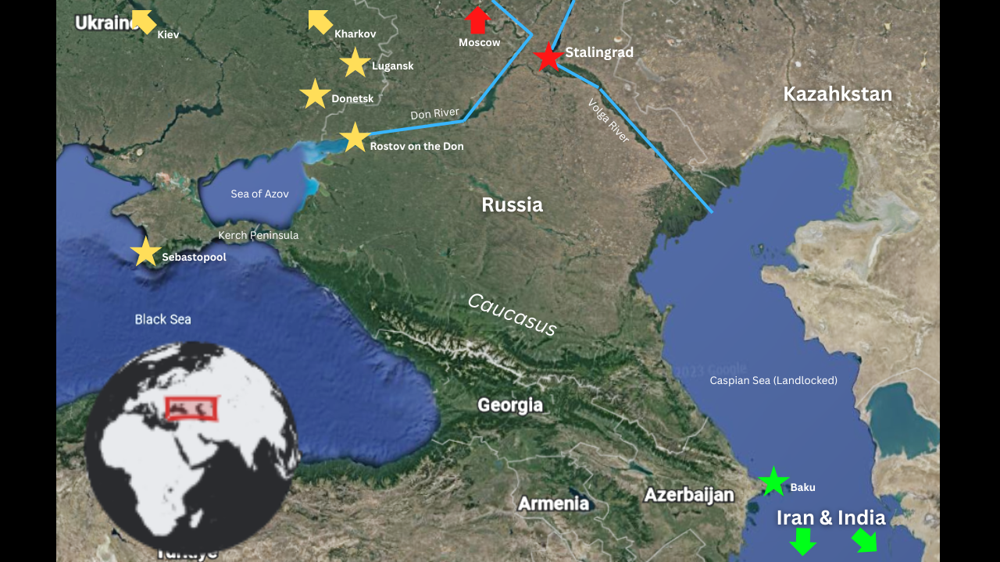 Ukraine
Kiev
Kharkov
Moscow
Stalingrad
Lugansk
Donetsk
Kazahkstan
Don River
Volga River
Rostov on the Don
Sea of Azov
Russia
Kerch Peninsula
Sebastopool
Caucasus
Black Sea
2023 Google
Caspian Sea (Landlocked)
Georgia
Baku
Azerbaijan
Armenia
Iran & India
Türkiye